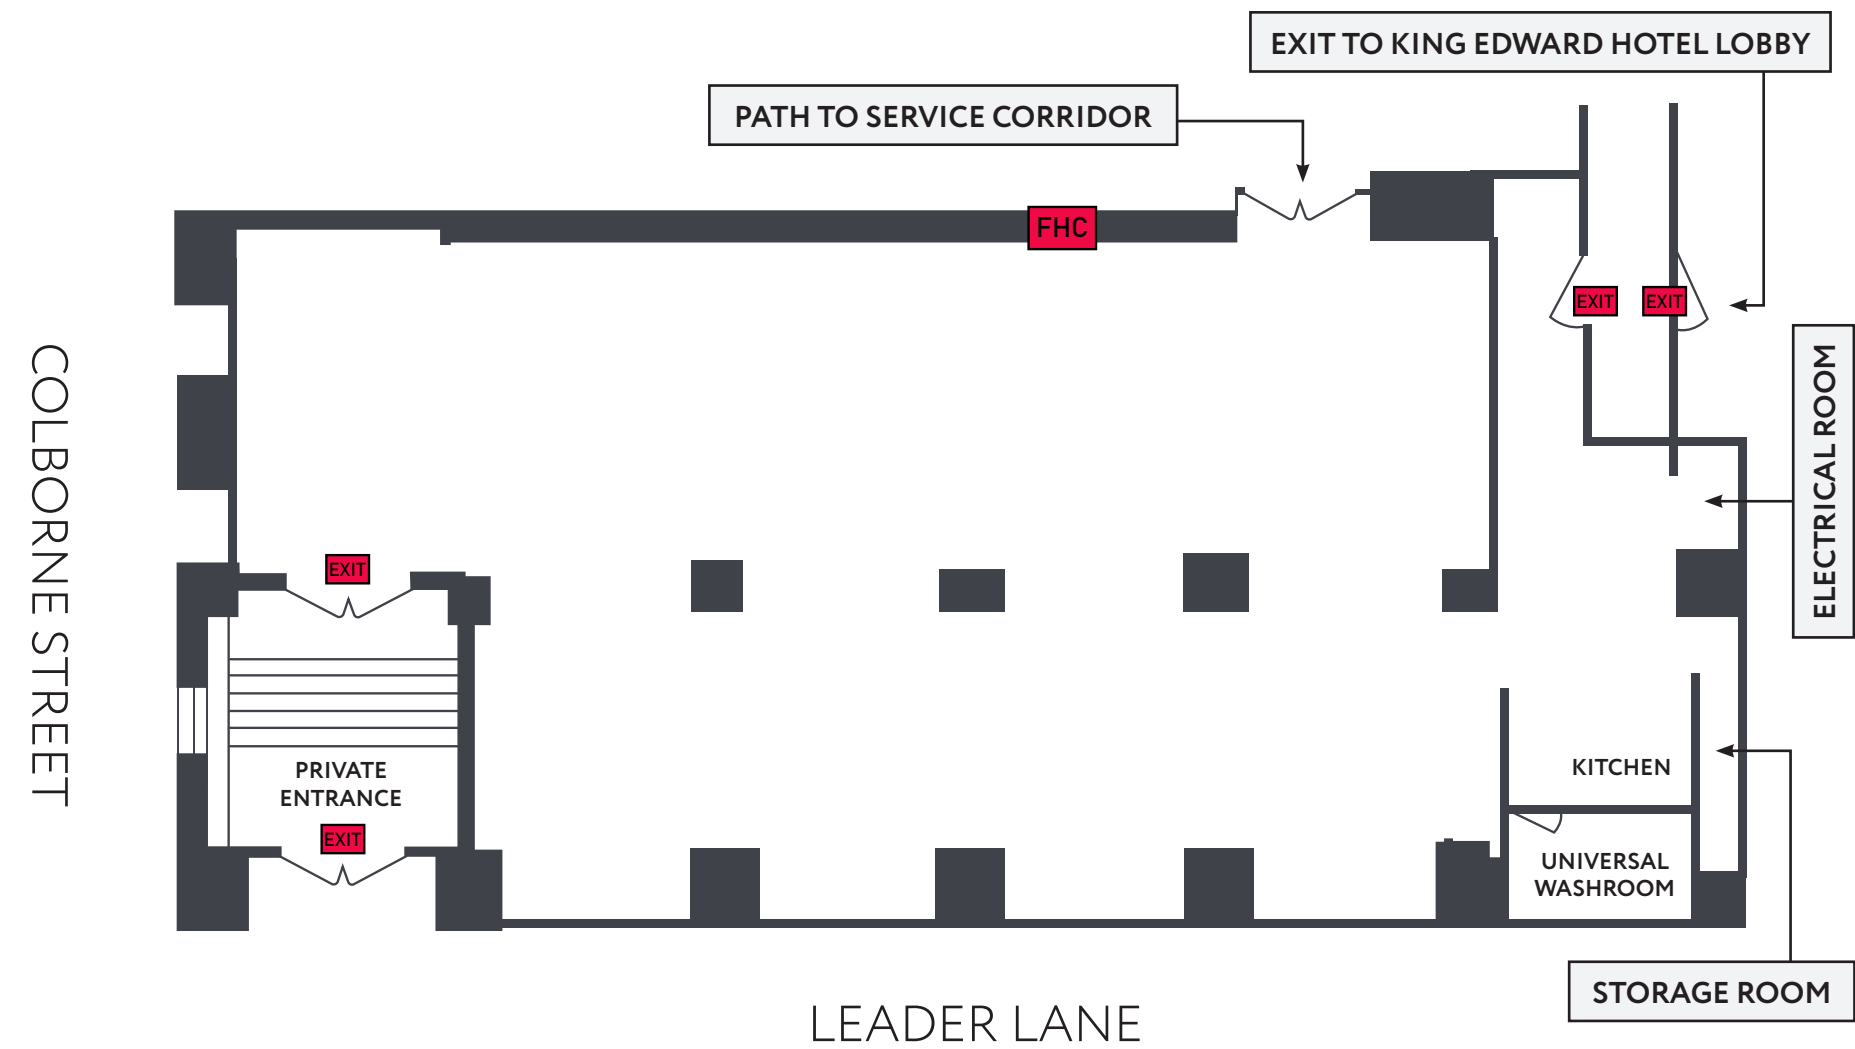 EXIT TO KING EDWARD HOTEL LOBBY
PATH TO SERVICE CORRIDOR
FHC
EXIT
EXIT
ELECTRICAL ROOM
COLBORNE STREET
EXIT
PRIVATE
ENTRANCE
EXIT
KITCHEN
UNIVERSAL
WASHROOM
STORAGE ROOM
LEADER LANE